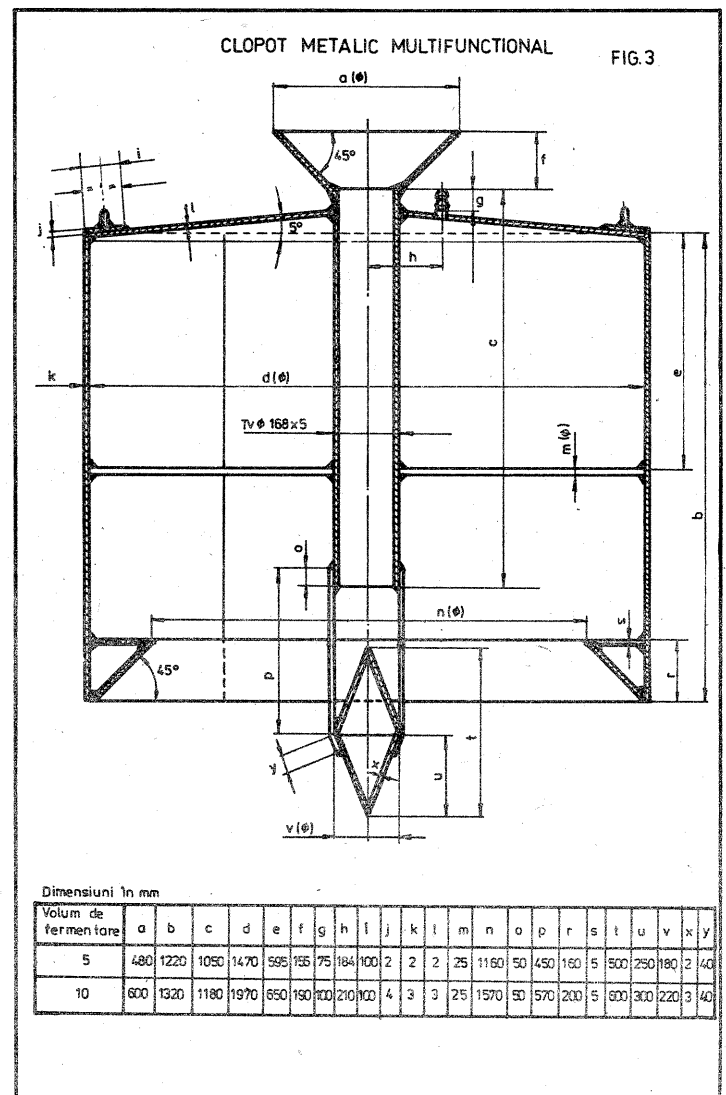 CLOPOT METALIC MULTIFUNCTIONAL
FIG.3
a(ϕ)
i
= =
45°
f
g
j
l
5°
h
c
e
k
d(ϕ)
Tv ϕ 168x5
m(ϕ)
b
o
n(ϕ)
s
p
45°
r
t
y
x
u
v(ϕ)
Dimensiuni în mm
Volum de fermentare a b c d e f g h i j k l m n o p r s t u v x y
5 480 1220 1050 1470 595 155 75 184 100 2 2 2 25 1160 50 450 160 5 500 250 180 2 40
10 600 1320 1180 1970 650 190 100 210 100 4 3 3 25 1570 50 570 200 5 600 300 220 3 40